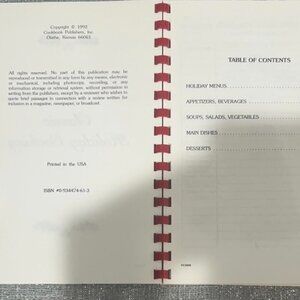 Copyright © 1992
Cookbook Publishers, Inc.
Olathe, Kansas 66061
All rights reserved. No part of this publication may be
reproduced or transmitted in any form by any means, electronic
or mechanical, including photocopy, recording, or any
information storage or retrieval system, without permission in
writing from the publishers, except by a reviewer who wishes to
quote brief passages in connection with a review written for
inclusion in a magazine, newspaper, or broadcast.
Printed in the USA
ISBN #0-934474-61-3
TABLE OF CONTENTS
HOLIDAY MENUS
APPETIZERS, BEVERAGES
SOUPS, SALADS, VEGETABLES
MAIN DISHES
DESSERTS